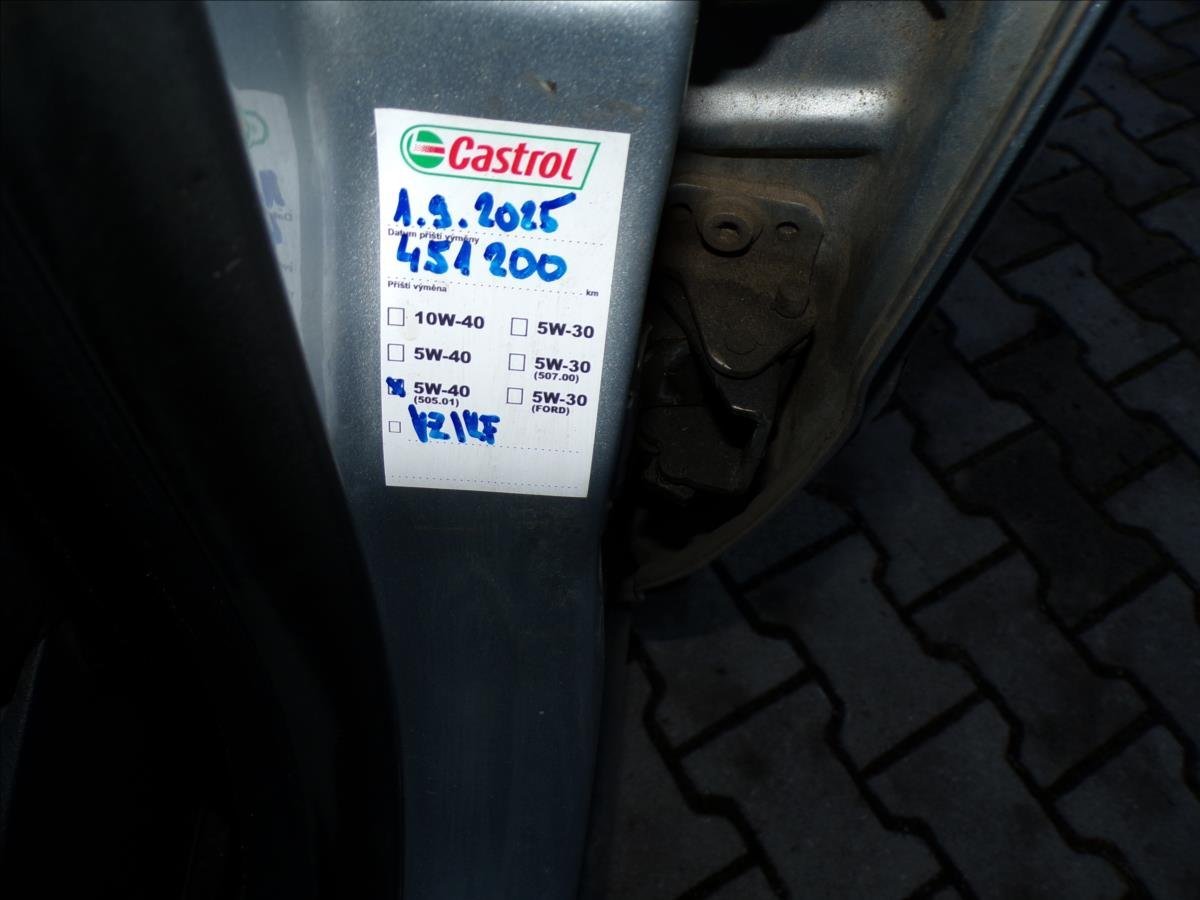 Castrol
1.9.2025
Datum příští výměny
451 200
Příští výměna km
10W-40 5W-30
5W-40 5W-30
(507.00)
5W-40 5W-30
(505.01) (FORD)
VZ/KF